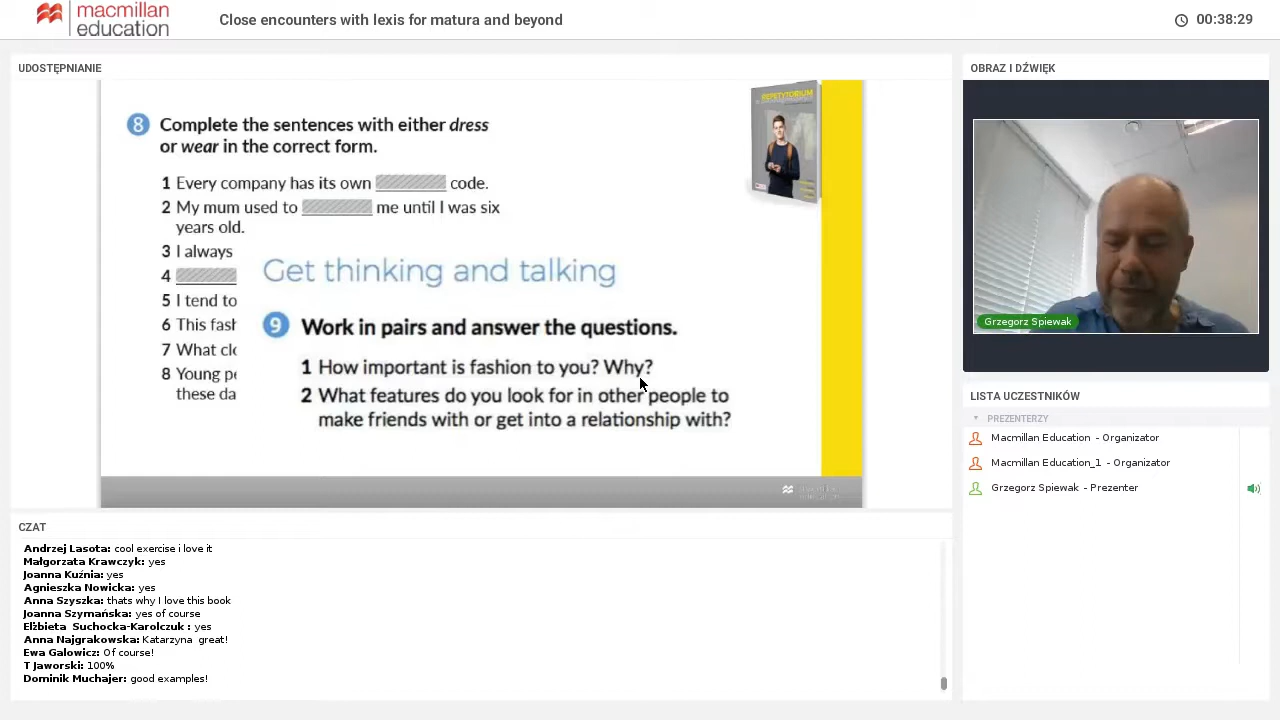 macmillan
education
Close encounters with lexis for matura and beyond
00:38:29
UDOSTĘPNIANIE
8 Complete the sentences with either dress
or wear in the correct form.
1 Every company has its own code.
2 My mum used to me until I was six
years old.
3 I always
4
5 I tend to
6 This fash
7 What clo
8 Young pe
these da
REPETYTORIUM
Get thinking and talking
9 Work in pairs and answer the questions.
1 How important is fashion to you? Why?
2 What features do you look for in other people to
make friends with or get into a relationship with?
CZAT
Andrzej Lasota: cool exercise i love it
Małgorzata Krawczyk: yes
Joanna Kuźnia: yes
Agnieszka Nowicka: yes
Anna Szyszka: thats why I love this book
Joanna Szymańska: yes of course
Elżbieta Suchocka-Karolczuk : yes
Anna Najgrakowska: Katarzyna great!
Ewa Galowicz: Of course!
T Jaworski: 100%
Dominik Muchajer: good examples!
OBRAZ I DŹWIĘK
Grzegorz Spiewak
LISTA UCZESTNIKÓW
PREZENTERZY
Macmillan Education - Organizator
Macmillan Education_1 - Organizator
Grzegorz Spiewak - Prezenter